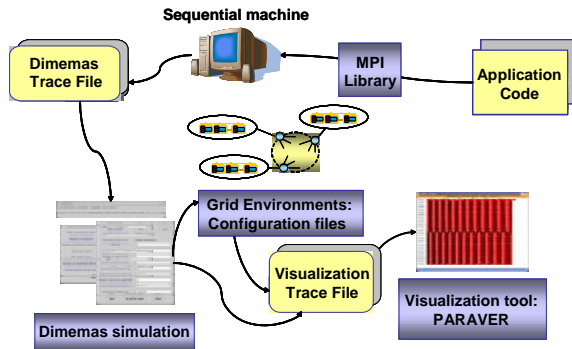 Sequential machine
Dimemas
Trace File
MPI
Library
Application
Code
Grid Environments:
Configuration files
Visualization
Trace File
Visualization tool:
PARAVER
Dimemas simulation